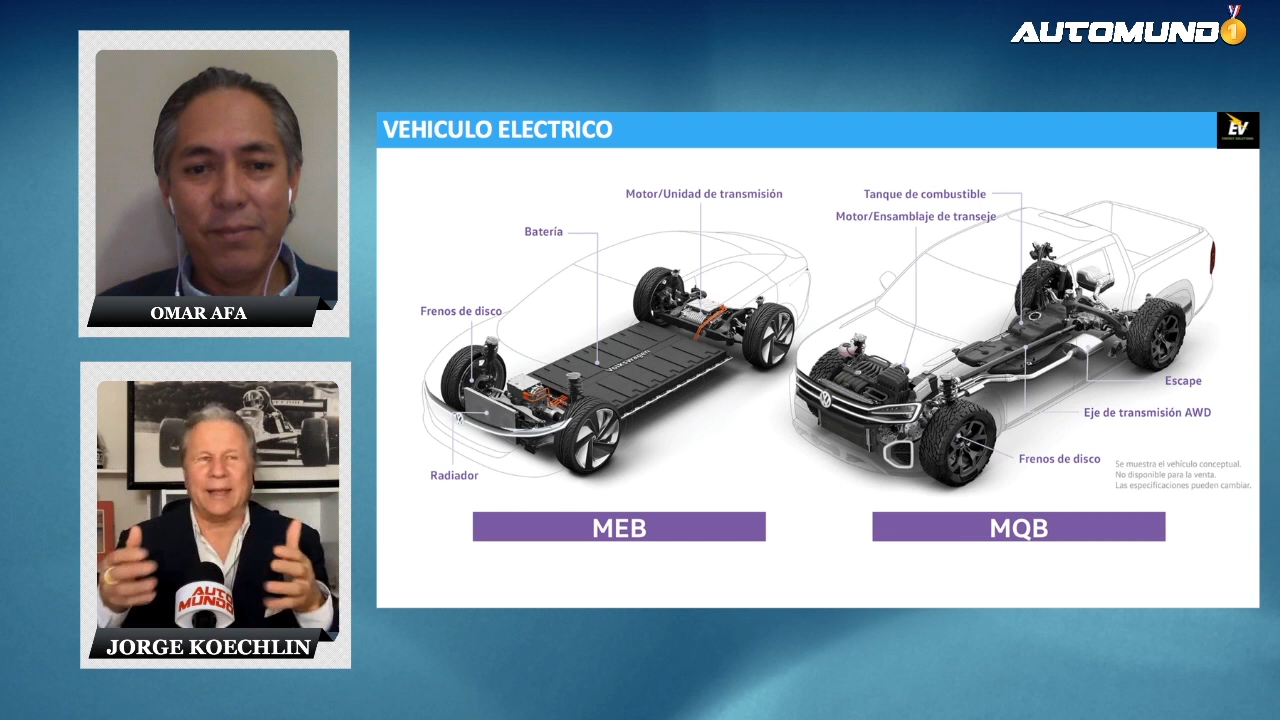 AUTOMUNDO 1
OMAR AFA
JORGE KOECHLIN
AUTO
MUNDO
VEHICULO ELECTRICO
EV
Motor/Unidad de transmisión
Batería
Frenos de disco
Volkswagen
Radiador
MEB
Tanque de combustible
Motor/Ensamblaje de transeje
Escape
Eje de transmisión AWD
Frenos de disco
Se muestra el vehículo conceptual.
No disponible para la venta.
Las especificaciones pueden cambiar.
MQB